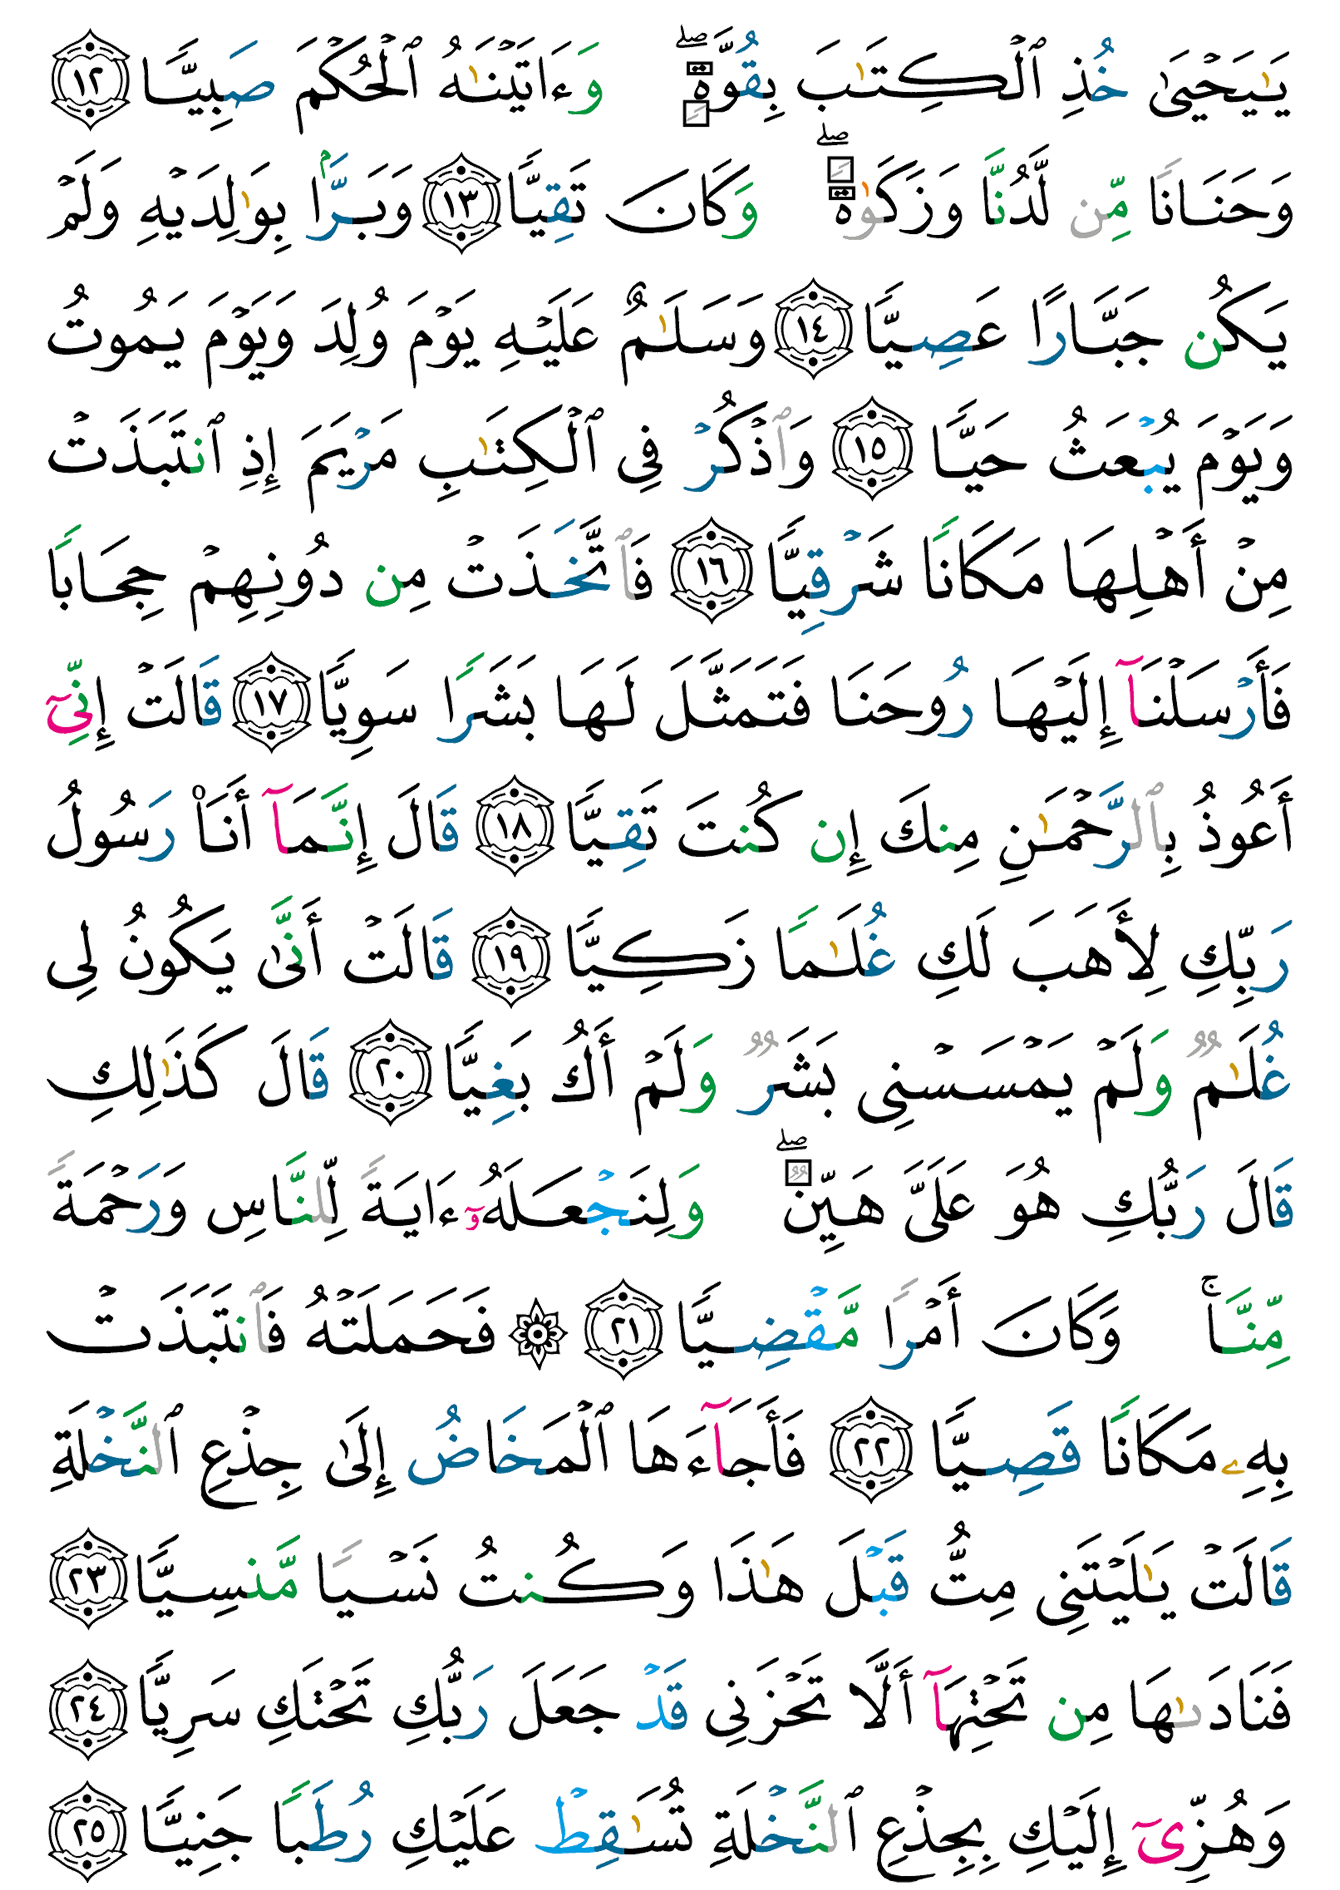 يَـٰيَحْيَىٰ خُذِ ٱلْكِتَـٰبَ بِقُوَّةٍ ۖ وَءَاتَيْنَـٰهُ ٱلْحُكْمَ صَبِيًّا ١٢
وَحَنَانًا مِّن لَّدُنَّا وَزَكَوٰةً ۖ وَكَانَ تَقِيًّا ١٣ وَبَرًّۢا بِوَٰلِدَيْهِ وَلَمْ
يَكُن جَبَّارًا عَصِيًّا ١٤ وَسَلَـٰمٌ عَلَيْهِ يَوْمَ وُلِدَ وَيَوْمَ يَمُوتُ
وَيَوْمَ يُبْعَثُ حَيًّا ١٥ وَٱذْكُرْ فِى ٱلْكِتَـٰبِ مَرْيَمَ إِذِ ٱنتَبَذَتْ
مِنْ أَهْلِهَا مَكَانًا شَرْقِيًّا ١٦ فَٱتَّخَذَتْ مِن دُونِهِمْ حِجَابًا
فَأَرْسَلْنَآ إِلَيْهَا رُوحَنَا فَتَمَثَّلَ لَهَا بَشَرًا سَوِيًّا ١٧ قَالَتْ إِنِّىٓ
أَعُوذُ بِٱلرَّحْمَـٰنِ مِنكَ إِن كُنتَ تَقِيًّا ١٨ قَالَ إِنَّمَآ أَنَا۠ رَسُولُ
رَبِّكِ لِأَهَبَ لَكِ غُلَـٰمًا زَكِيًّا ١٩ قَالَتْ أَنَّىٰ يَكُونُ لِى
غُلَـٰمٌ وَلَمْ يَمْسَسْنِى بَشَرٌ وَلَمْ أَكُ بَغِيًّا ٢٠ قَالَ كَذَٰلِكِ
قَالَ رَبُّكِ هُوَ عَلَىَّ هَيِّنٌ ۖ وَلِنَجْعَلَهُۥٓ ءَايَةً لِّلنَّاسِ وَرَحْمَةً
مِّنَّا ۚ وَكَانَ أَمْرًا مَّقْضِيًّا ٢١ ۞ فَحَمَلَتْهُ فَٱنتَبَذَتْ
بِهِۦ مَكَانًا قَصِيًّا ٢٢ فَأَجَآءَهَا ٱلْمَخَاضُ إِلَىٰ جِذْعِ ٱلنَّخْلَةِ
قَالَتْ يَـٰلَيْتَنِى مِتُّ قَبْلَ هَـٰذَا وَكُنتُ نَسْيًا مَّنسِيًّا ٢٣
فَنَادَىٰهَا مِن تَحْتِهَآ أَلَّا تَحْزَنِى قَدْ جَعَلَ رَبُّكِ تَحْتَكِ سَرِيًّا ٢٤
وَهُزِّىٓ إِلَيْكِ بِجِذْعِ ٱلنَّخْلَةِ تُسَـٰقِطْ عَلَيْكِ رُطَبًا جَنِيًّا ٢٥